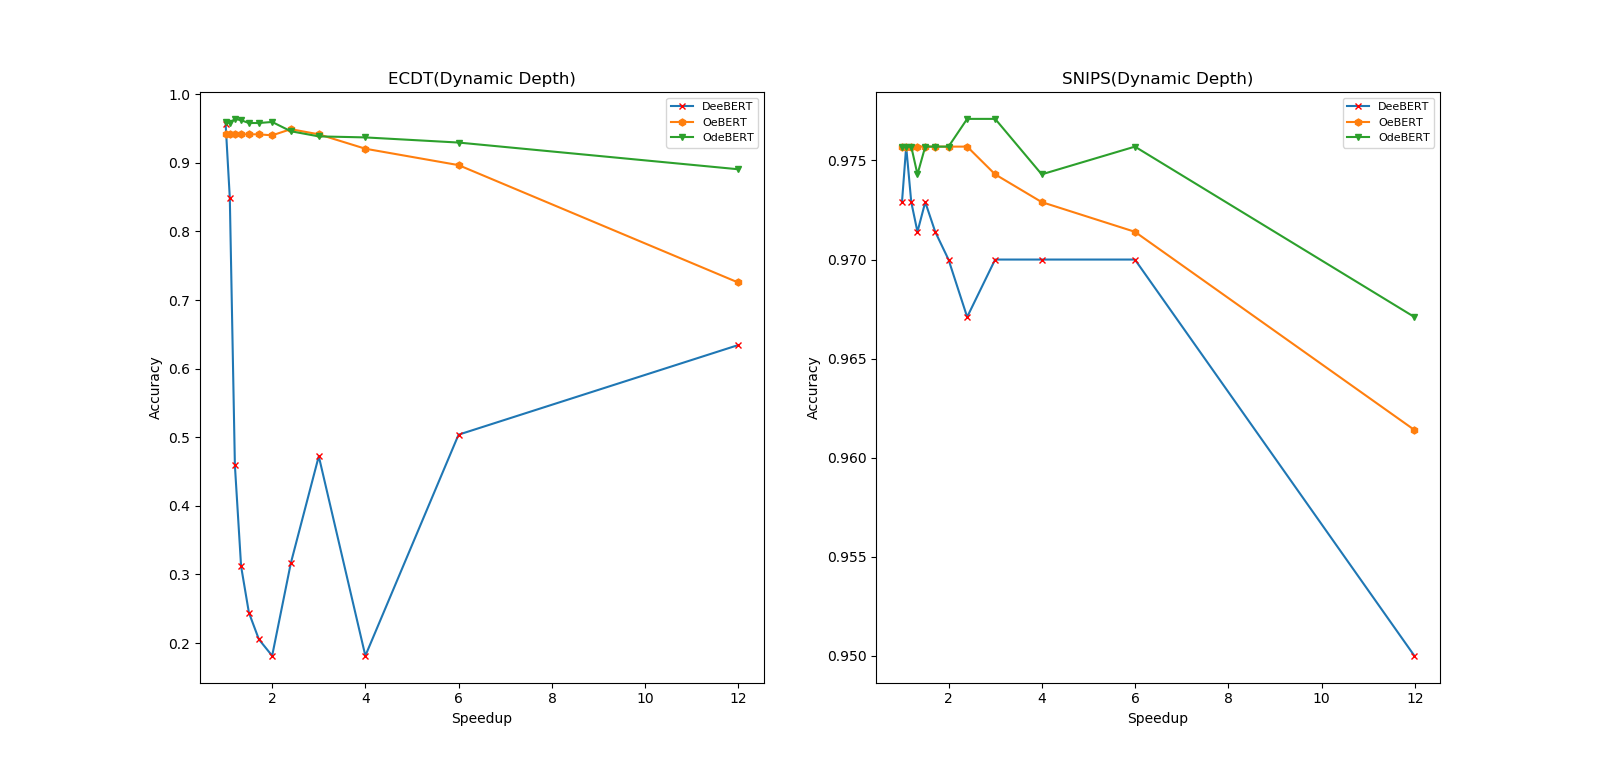 ECDT(Dynamic Depth)
DeeBERT
OeBERT
OdeBERT
1.0
0.9
0.8
0.7
0.6
0.5
0.4
0.3
0.2
Accuracy
2 4 6 8 10 12
Speedup
SNIPS(Dynamic Depth)
DeeBERT
OeBERT
OdeBERT
0.975
0.970
0.965
0.960
0.955
0.950
Accuracy
2 4 6 8 10 12
Speedup